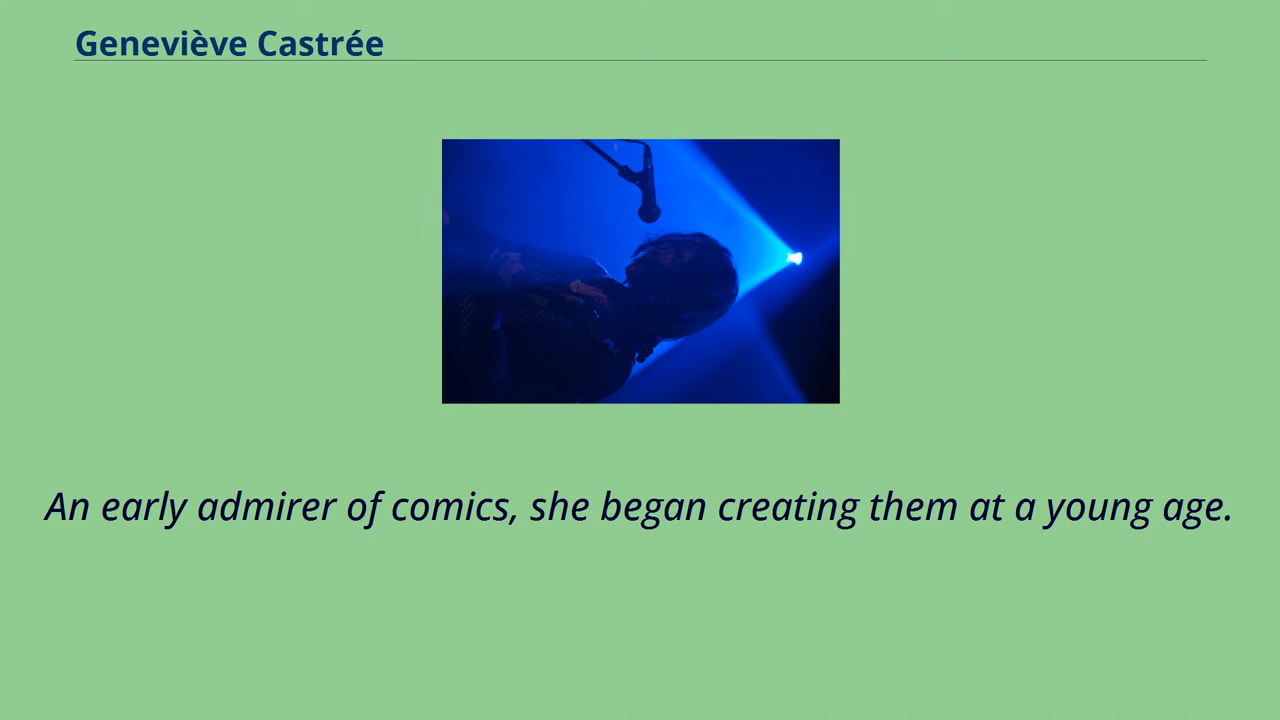 Geneviève Castrée
An early admirer of comics, she began creating them at a young age.